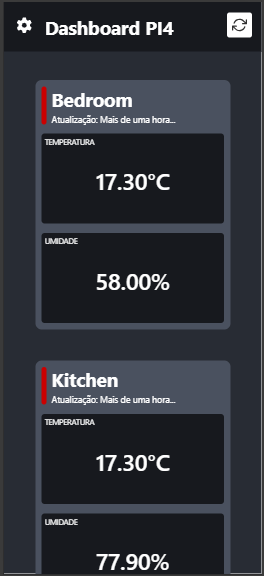 Dashboard PI4
Bedroom
Atualização: Mais de uma hora...
TEMPERATURA
17.30°C
UMIDADE
58.00%
Kitchen
Atualização: Mais de uma hora...
TEMPERATURA
17.30°C
UMIDADE
77.90%